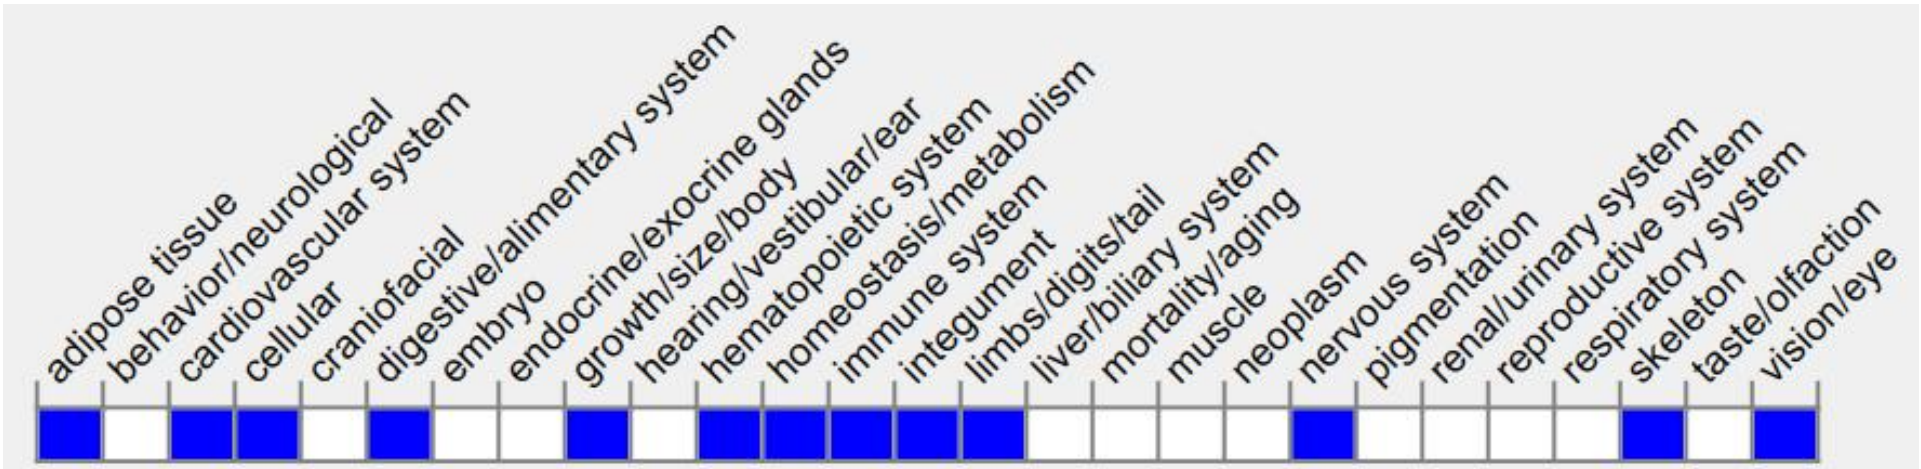 adipose tissue
behavior/neurological
cardiovascular system
cellular
craniofacial
digestive/alimentary system
embryo
endocrine/exocrine glands
growth/size/body
hearing/vestibular/ear
hematopoietic system
homeostasis/metabolism
immune system
integument
limbs/digits/tail
liver/biliary system
mortality/aging
muscle
neoplasm
nervous system
pigmentation
renal/urinary system
reproductive system
respiratory system
skeleton
taste/olfaction
vision/eye